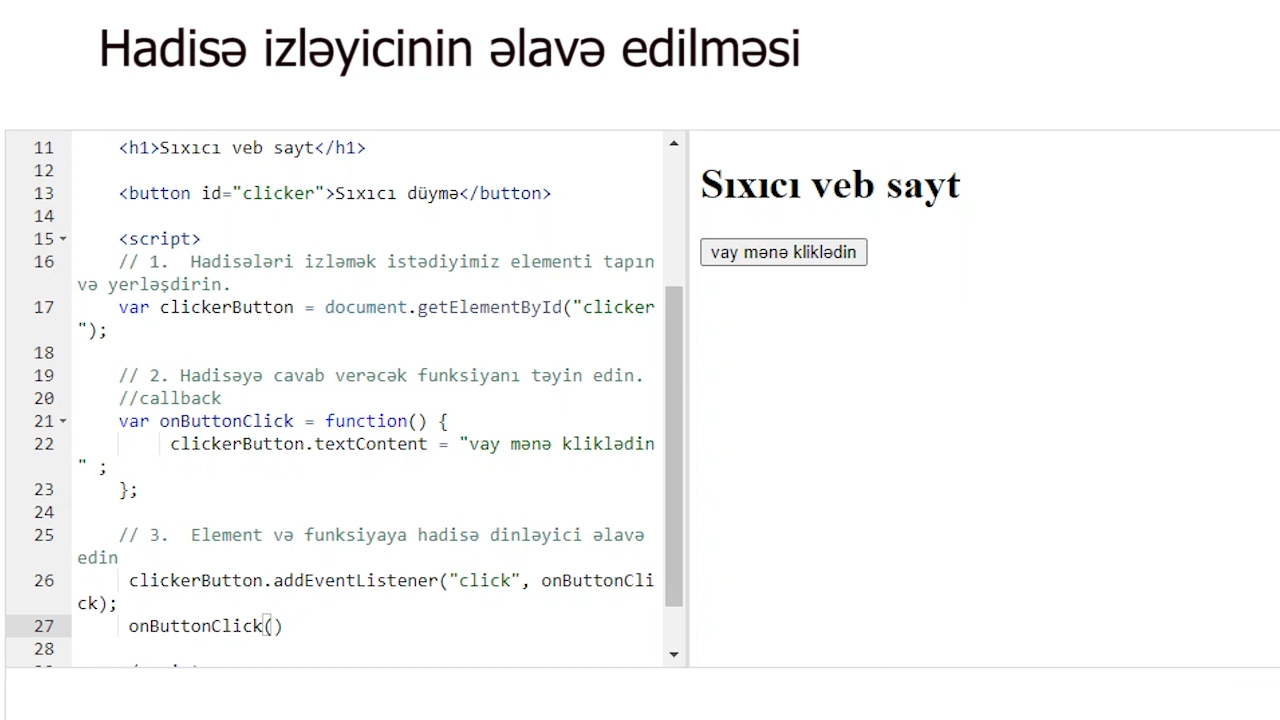 Hadisə izləyicinin əlavə edilməsi
11 <h1>Sıxıcı veb sayt</h1>
12
13 <button id="clicker">Sıxıcı düymə</button>
14
15 <script>
16 // 1.  Hadisələri izləmək istədiyimiz elementi tapın
və yerləşdirin.
17 var clickerButton = document.getElementById("clicker
");
18
19 // 2. Hadisəyə cavab verəcək funksiyanı təyin edin.
20 //callback
21 var onButtonClick = function() {
22 clickerButton.textContent = "vay mənə kliklədin
" ;
23 };
24
25 // 3.  Element və funksiyaya hadisə dinləyici əlavə
edin
26 clickerButton.addEventListener("click", onButtonCli
ck);
27 onButtonClick()
28
Sıxıcı veb sayt
vay mənə kliklədin